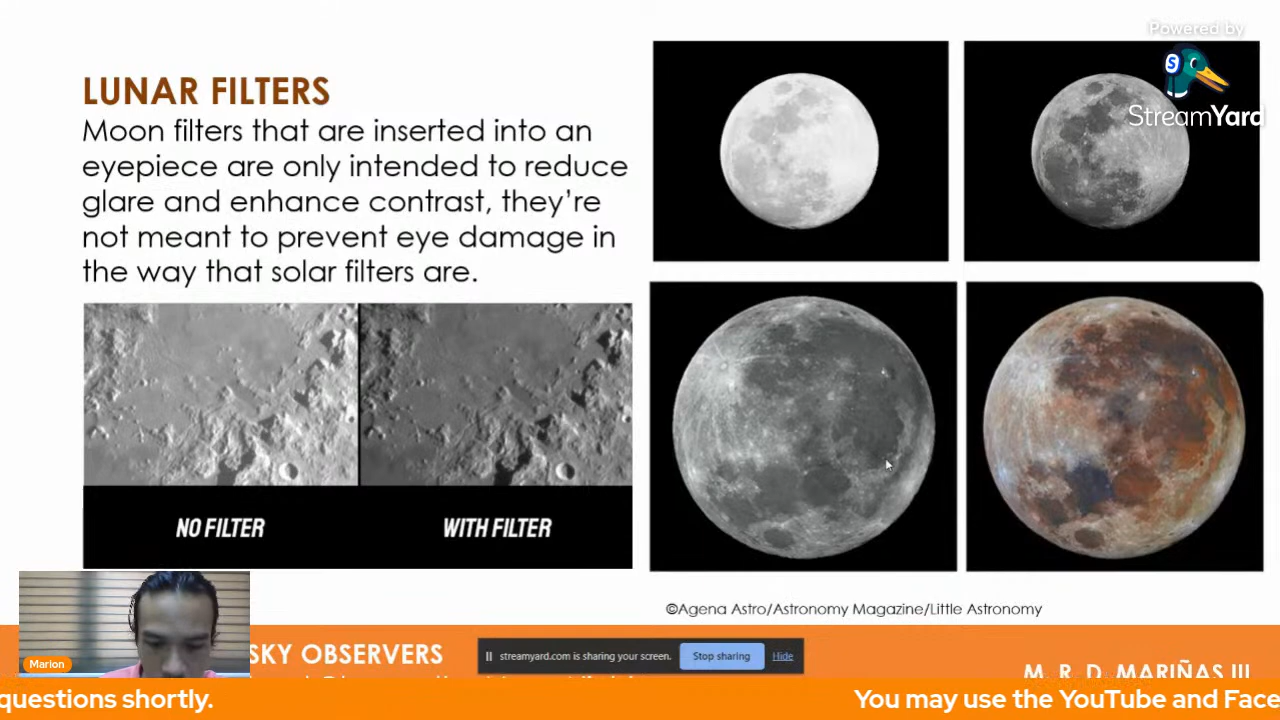 Powered by
StreamYard
LUNAR FILTERS
Moon filters that are inserted into an
eyepiece are only intended to reduce
glare and enhance contrast, they're
not meant to prevent eye damage in
the way that solar filters are.
NO FILTER
WITH FILTER
©Agena Astro/Astronomy Magazine/Little Astronomy
Marion
SKY OBSERVERS
streamyard.com is sharing your screen.
Stop sharing
Hide
M. R. D. MARIÑAS III
questions shortly.
You may use the YouTube and Face